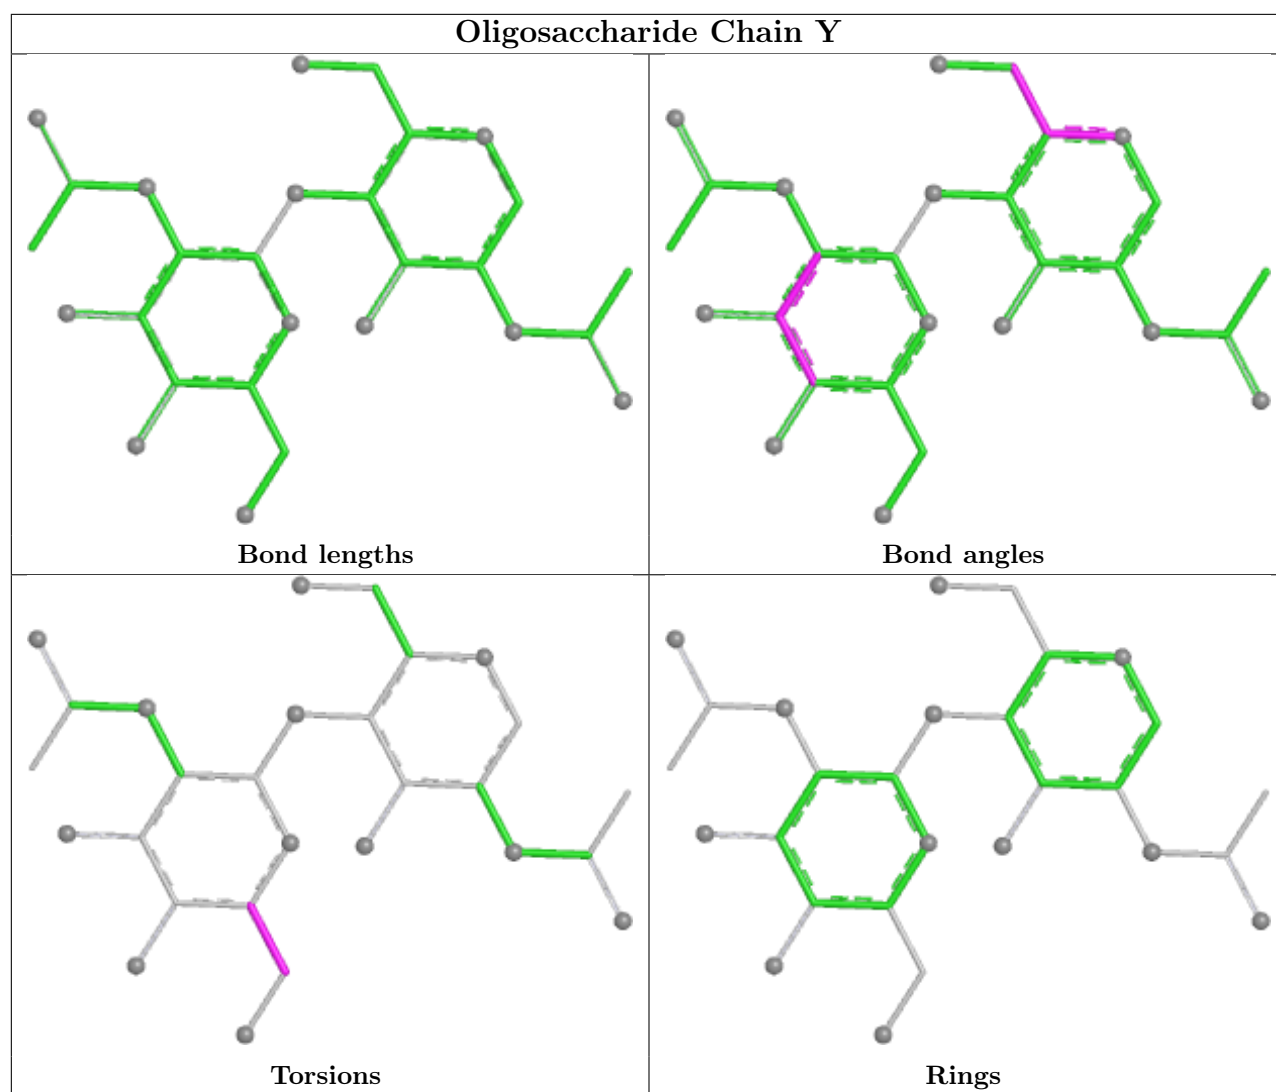 Oligosaccharide Chain Y
Bond lengths
Bond angles
Torsions
Rings